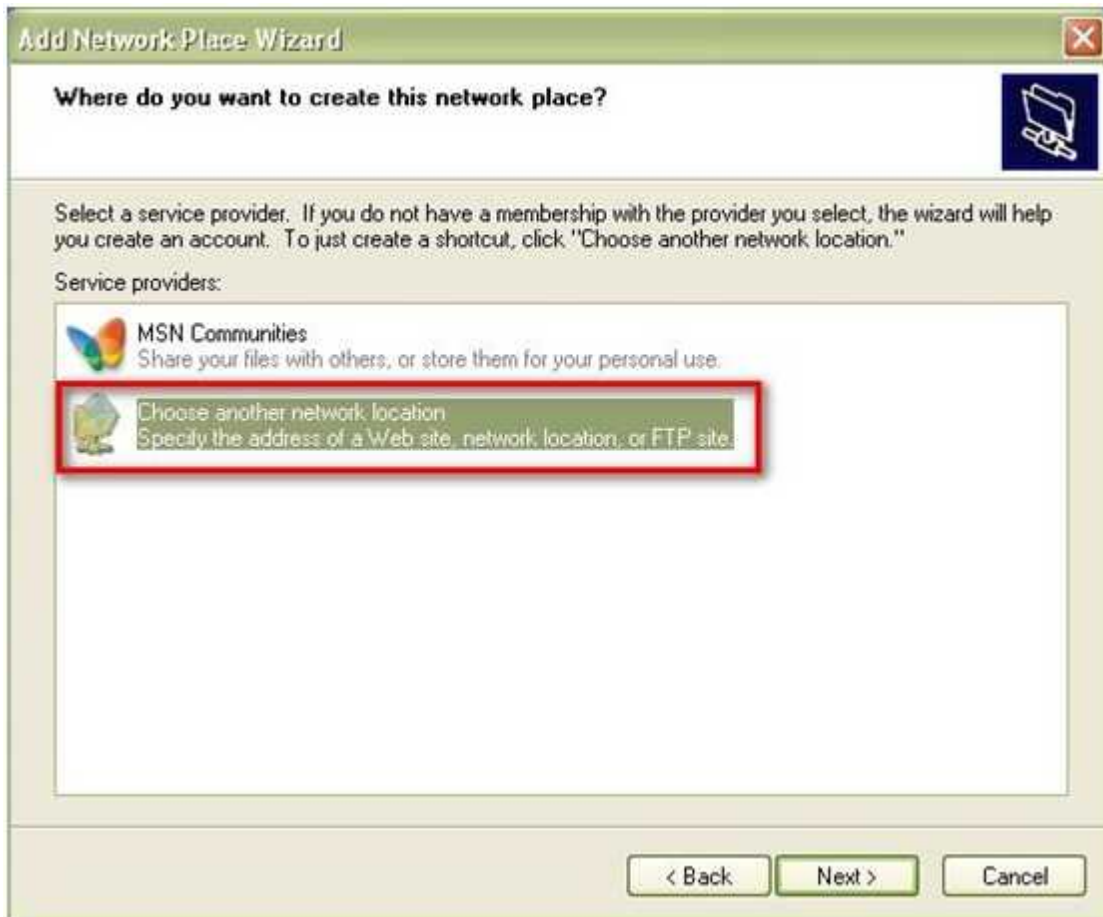 Add Network Place Wizard
Where do you want to create this network place?
Select a service provider. If you do not have a membership with the provider you select, the wizard will help
you create an account. To just create a shortcut, click "Choose another network location."
Service providers:
MSN Communities
Share your files with others, or store them for your personal use.
Choose another network location
Specify the address of a Web site, network location, or FTP site.
< Back Next > Cancel